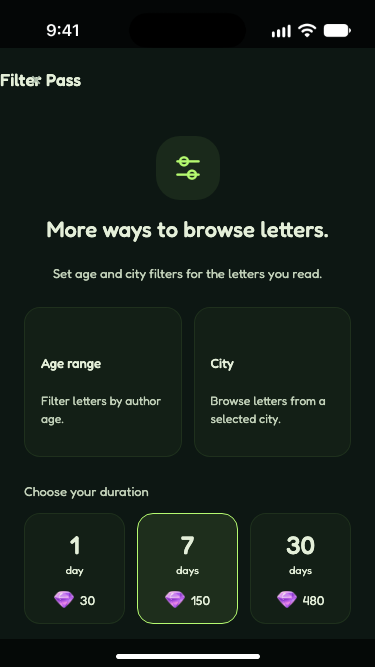 9:41
Filter Pass
More ways to browse letters.
Set age and city filters for the letters you read.
Age range
Filter letters by author
age.
City
Browse letters from a
selected city.
Choose your duration
1
day
30
7
days
150
30
days
480